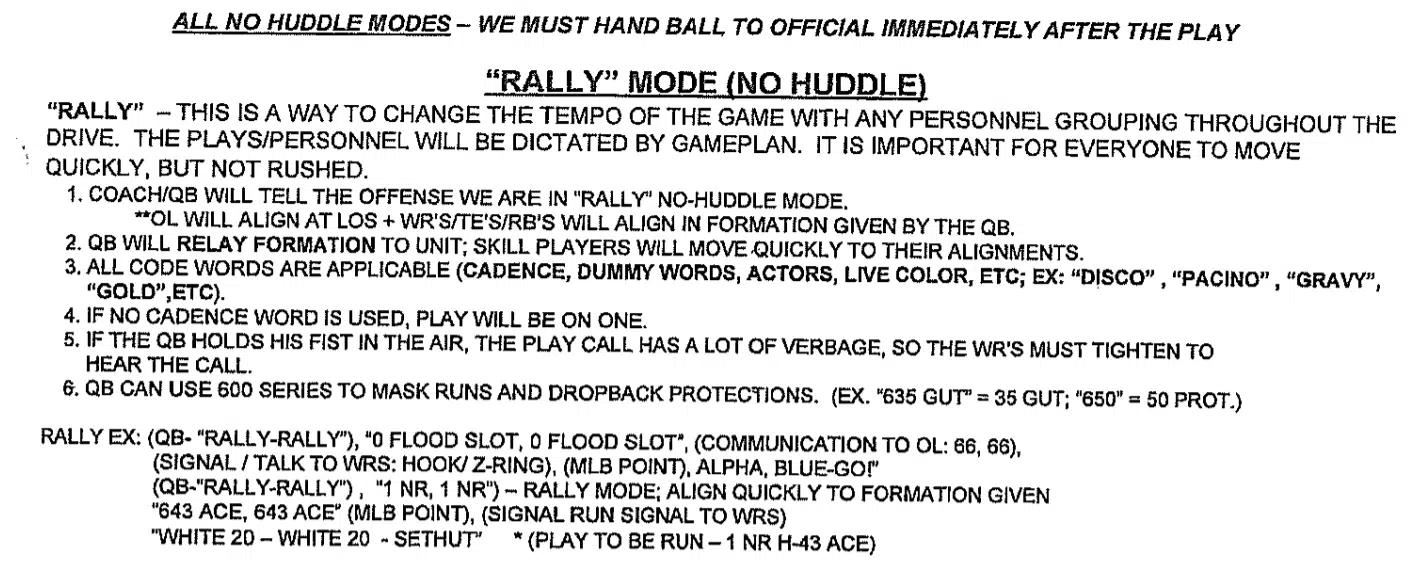 ALL NO HUDDLE MODES – WE MUST HAND BALL TO OFFICIAL IMMEDIATELY AFTER THE PLAY
“RALLY” MODE (NO HUDDLE)
“RALLY” – THIS IS A WAY TO CHANGE THE TEMPO OF THE GAME WITH ANY PERSONNEL GROUPING THROUGHOUT THE
DRIVE. THE PLAYS/PERSONNEL WILL BE DICTATED BY GAMEPLAN. IT IS IMPORTANT FOR EVERYONE TO MOVE
QUICKLY, BUT NOT RUSHED.
1. COACH/QB WILL TELL THE OFFENSE WE ARE IN "RALLY" NO-HUDDLE MODE.
**OL WILL ALIGN AT LOS + WR'S/TE'S/RB'S WILL ALIGN IN FORMATION GIVEN BY THE QB.
2. QB WILL RELAY FORMATION TO UNIT; SKILL PLAYERS WILL MOVE QUICKLY TO THEIR ALIGNMENTS.
3. ALL CODE WORDS ARE APPLICABLE (CADENCE, DUMMY WORDS, ACTORS, LIVE COLOR, ETC; EX: “DISCO” , “PACINO” , “GRAVY”,
“GOLD”,ETC).
4. IF NO CADENCE WORD IS USED, PLAY WILL BE ON ONE.
5. IF THE QB HOLDS HIS FIST IN THE AIR, THE PLAY CALL HAS A LOT OF VERBAGE, SO THE WR'S MUST TIGHTEN TO
HEAR THE CALL.
6. QB CAN USE 600 SERIES TO MASK RUNS AND DROPBACK PROTECTIONS. (EX. "635 GUT" = 35 GUT; "650" = 50 PROT.)
RALLY EX: (QB- "RALLY-RALLY"), "0 FLOOD SLOT, 0 FLOOD SLOT", (COMMUNICATION TO OL: 66, 66),
(SIGNAL / TALK TO WRS: HOOK/ Z-RING), (MLB POINT), ALPHA, BLUE-GO!"
(QB-"RALLY-RALLY") , "1 NR, 1 NR") – RALLY MODE; ALIGN QUICKLY TO FORMATION GIVEN
"643 ACE, 643 ACE" (MLB POINT), (SIGNAL RUN SIGNAL TO WRS)
"WHITE 20 – WHITE 20 - SETHUT" * (PLAY TO BE RUN – 1 NR H-43 ACE)